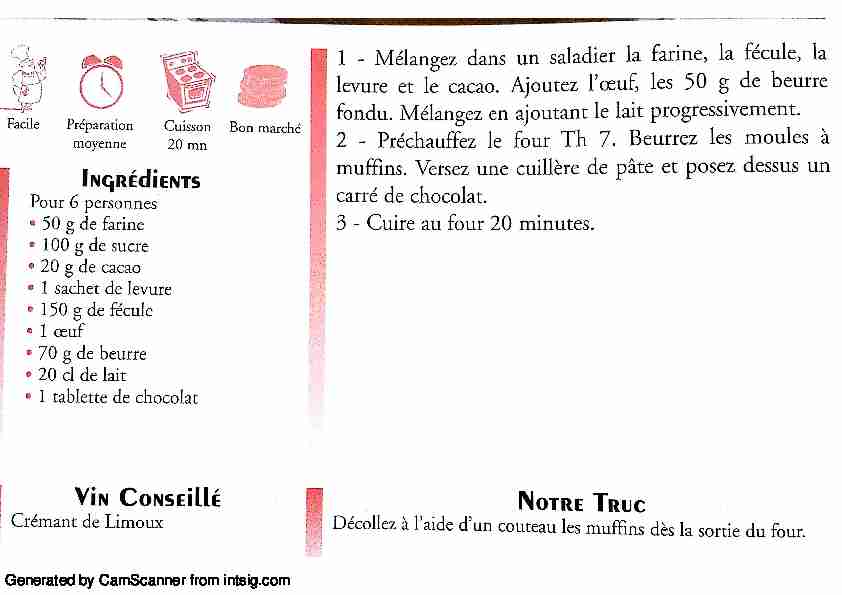 Facile
Préparation
moyenne
Cuisson
20 mn
Bon marché
Ingrédients
Pour 6 personnes
• 50 g de farine
• 100 g de sucre
• 20 g de cacao
• 1 sachet de levure
• 150 g de fécule
• 1 œuf
• 70 g de beurre
• 20 cl de lait
• 1 tablette de chocolat
1 - Mélangez dans un saladier la farine, la fécule, la
levure et le cacao. Ajoutez l'œuf, les 50 g de beurre
fondu. Mélangez en ajoutant le lait progressivement.
2 - Préchauffez le four Th 7. Beurrez les moules à
muffins. Versez une cuillère de pâte et posez dessus un
carré de chocolat.
3 - Cuire au four 20 minutes.
Vin Conseillé
Crémant de Limoux
Notre Truc
Décollez à l'aide d'un couteau les muffins dès la sortie du four.
Generated by CamScanner from intsig.com